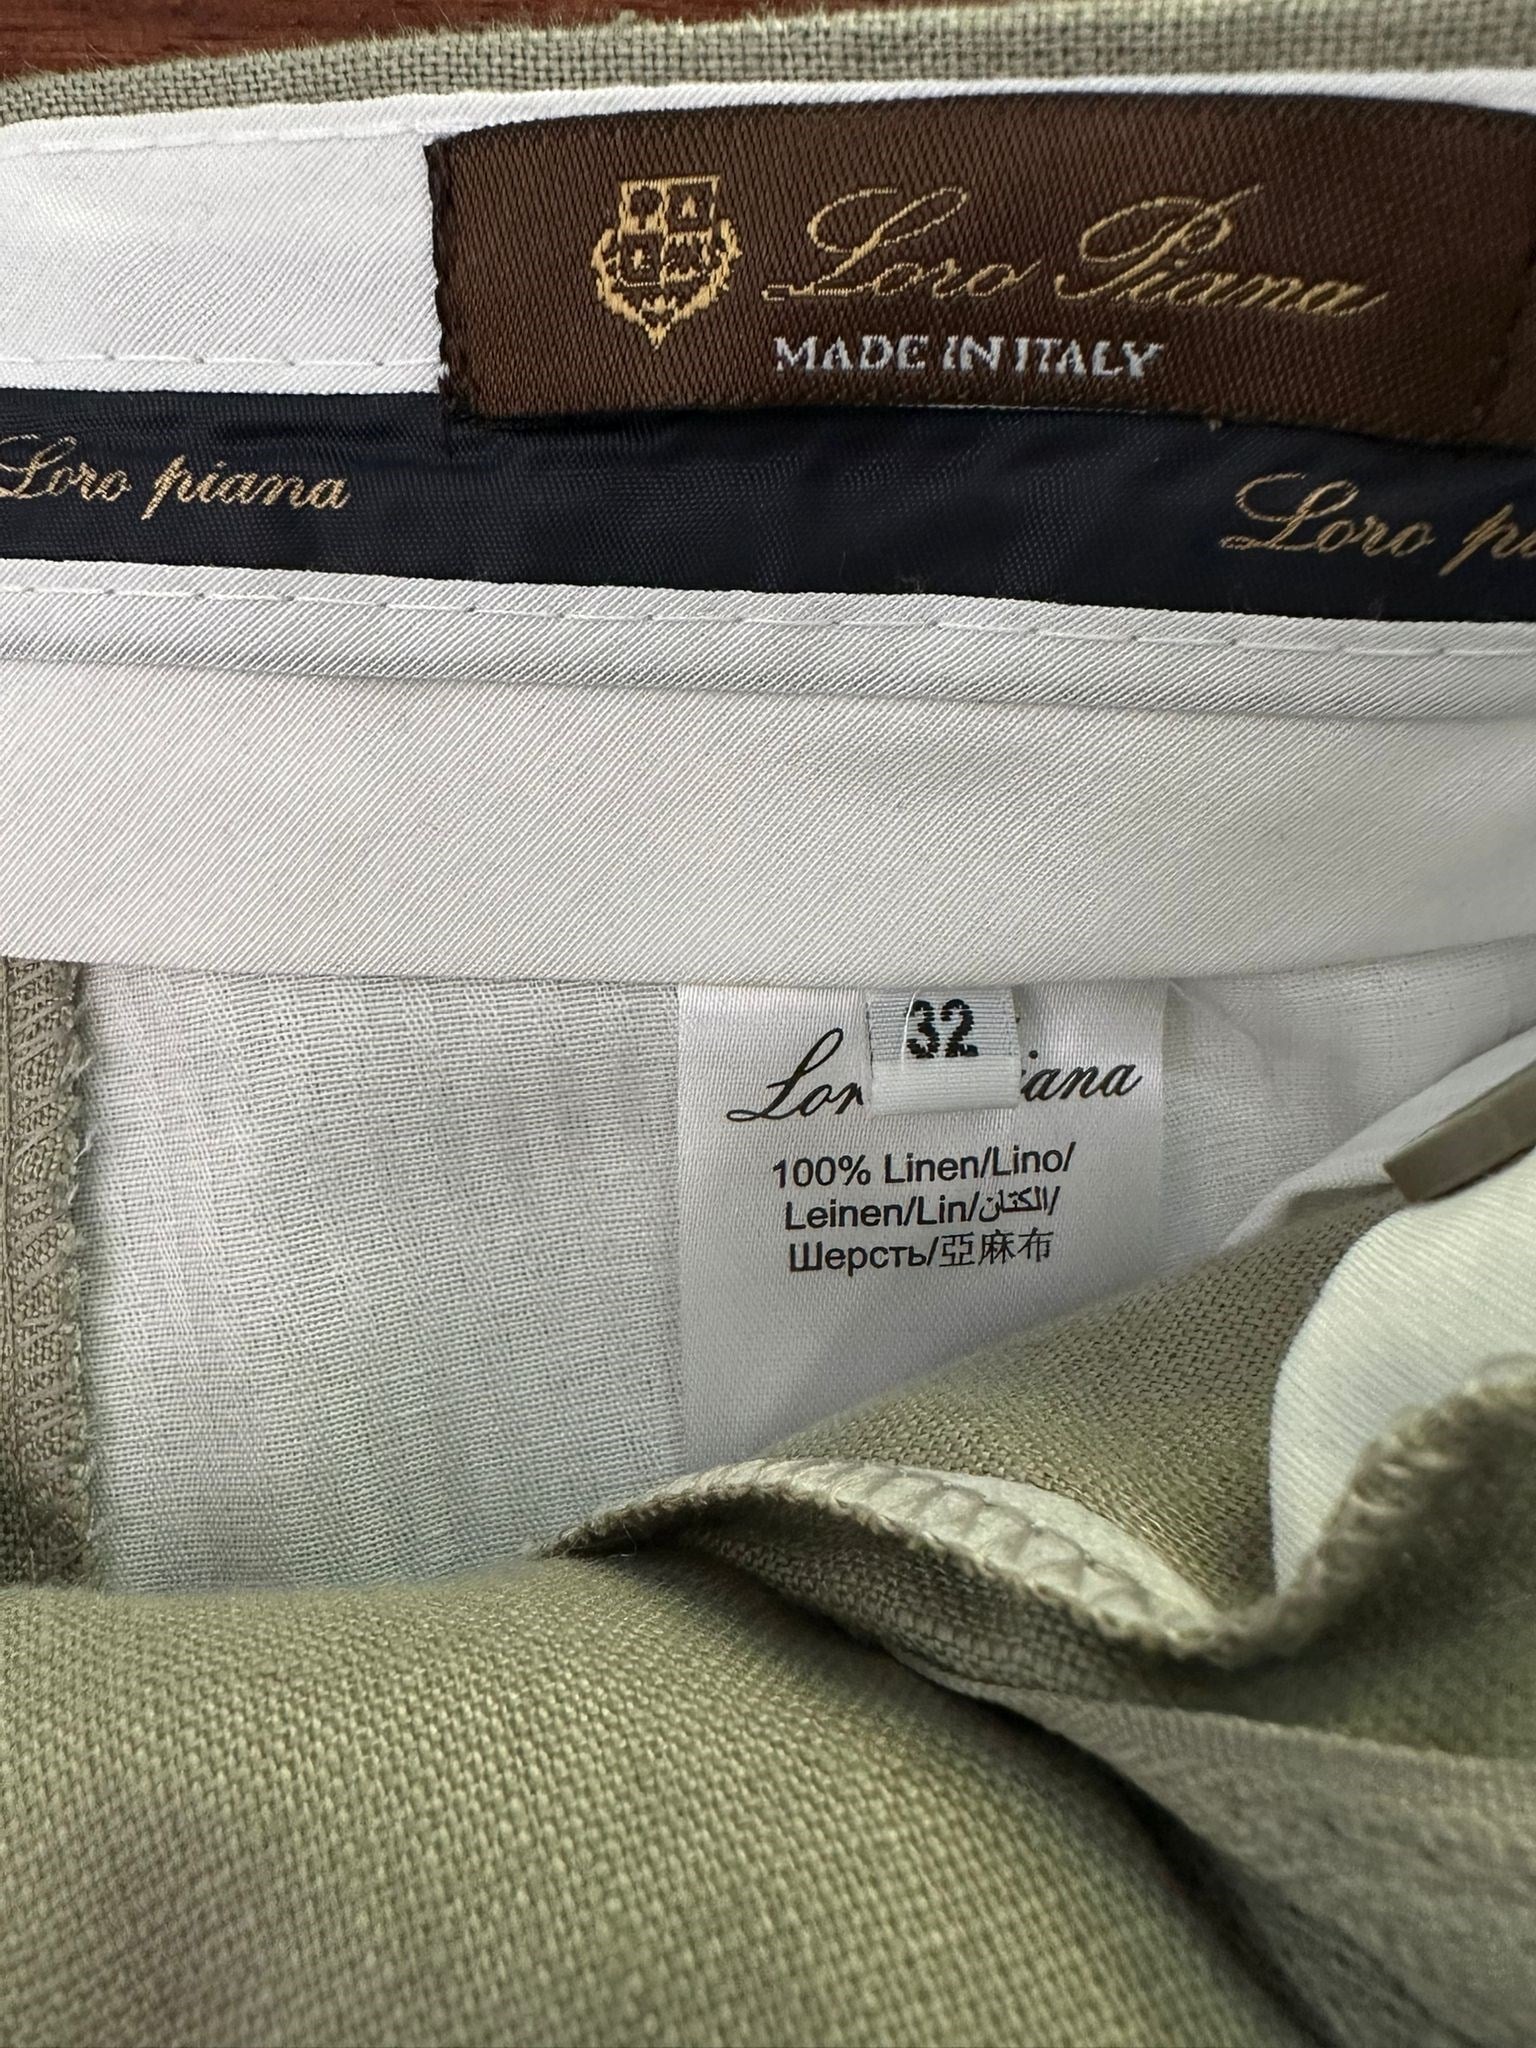 Loro Piana
MADE IN ITALY
Loro piana
Loro
32
100% Linen/Lino/
Leinen/Lin/الكتان/
Шерсть/亞麻布